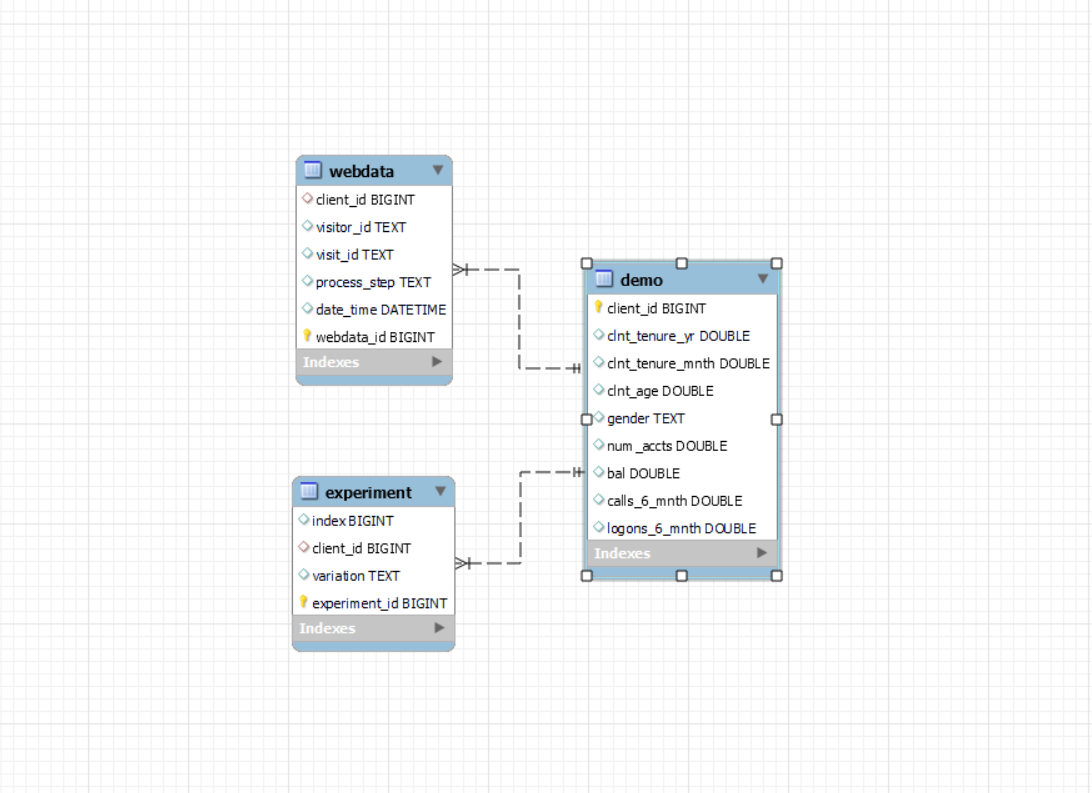 webdata
client_id BIGINT
visitor_id TEXT
visit_id TEXT
process_step TEXT
date_time DATETIME
webdata_id BIGINT
Indexes
demo
client_id BIGINT
clnt_tenure_yr DOUBLE
clnt_tenure_mnth DOUBLE
clnt_age DOUBLE
gender TEXT
num_accts DOUBLE
bal DOUBLE
calls_6_mnth DOUBLE
logons_6_mnth DOUBLE
Indexes
experiment
index BIGINT
client_id BIGINT
variation TEXT
experiment_id BIGINT
Indexes